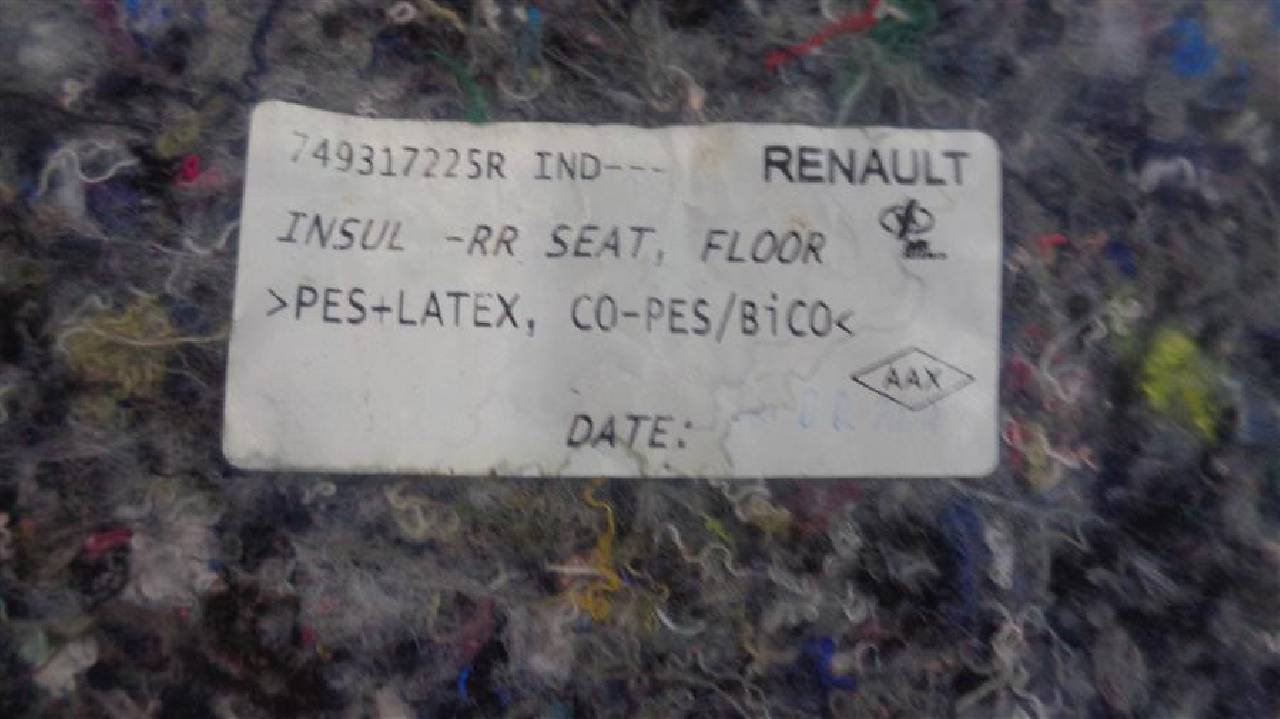 749317225R IND--- RENAULT
INSUL -RR SEAT, FLOOR
>PES+LATEX, CO-PES/BiCO<
AAX
DATE: